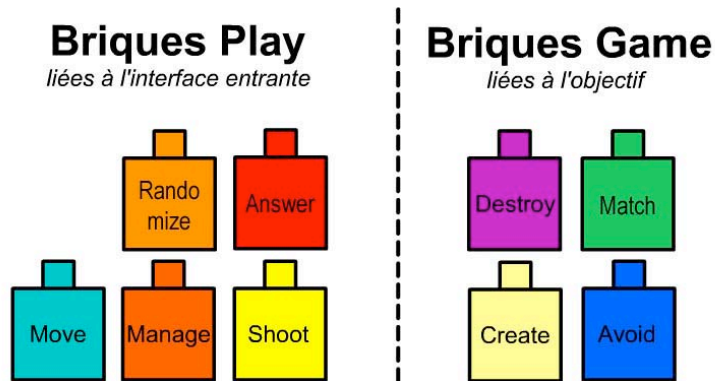 Briques Play
liées à l'interface entrante
Rando
mize
Answer
Move
Manage
Shoot
Briques Game
liées à l'objectif
Destroy
Match
Create
Avoid